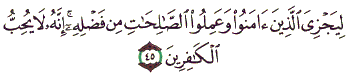 لِيَجْزِىَ ٱلَّذِينَ ءَامَنُوا۟ وَعَمِلُوا۟ ٱلصَّٰلِحَٰتِ مِن فَضْلِهِۦٓ ۚ إِنَّهُۥ لَا يُحِبُّ
ٱلْكَٰفِرِينَ ٤٥